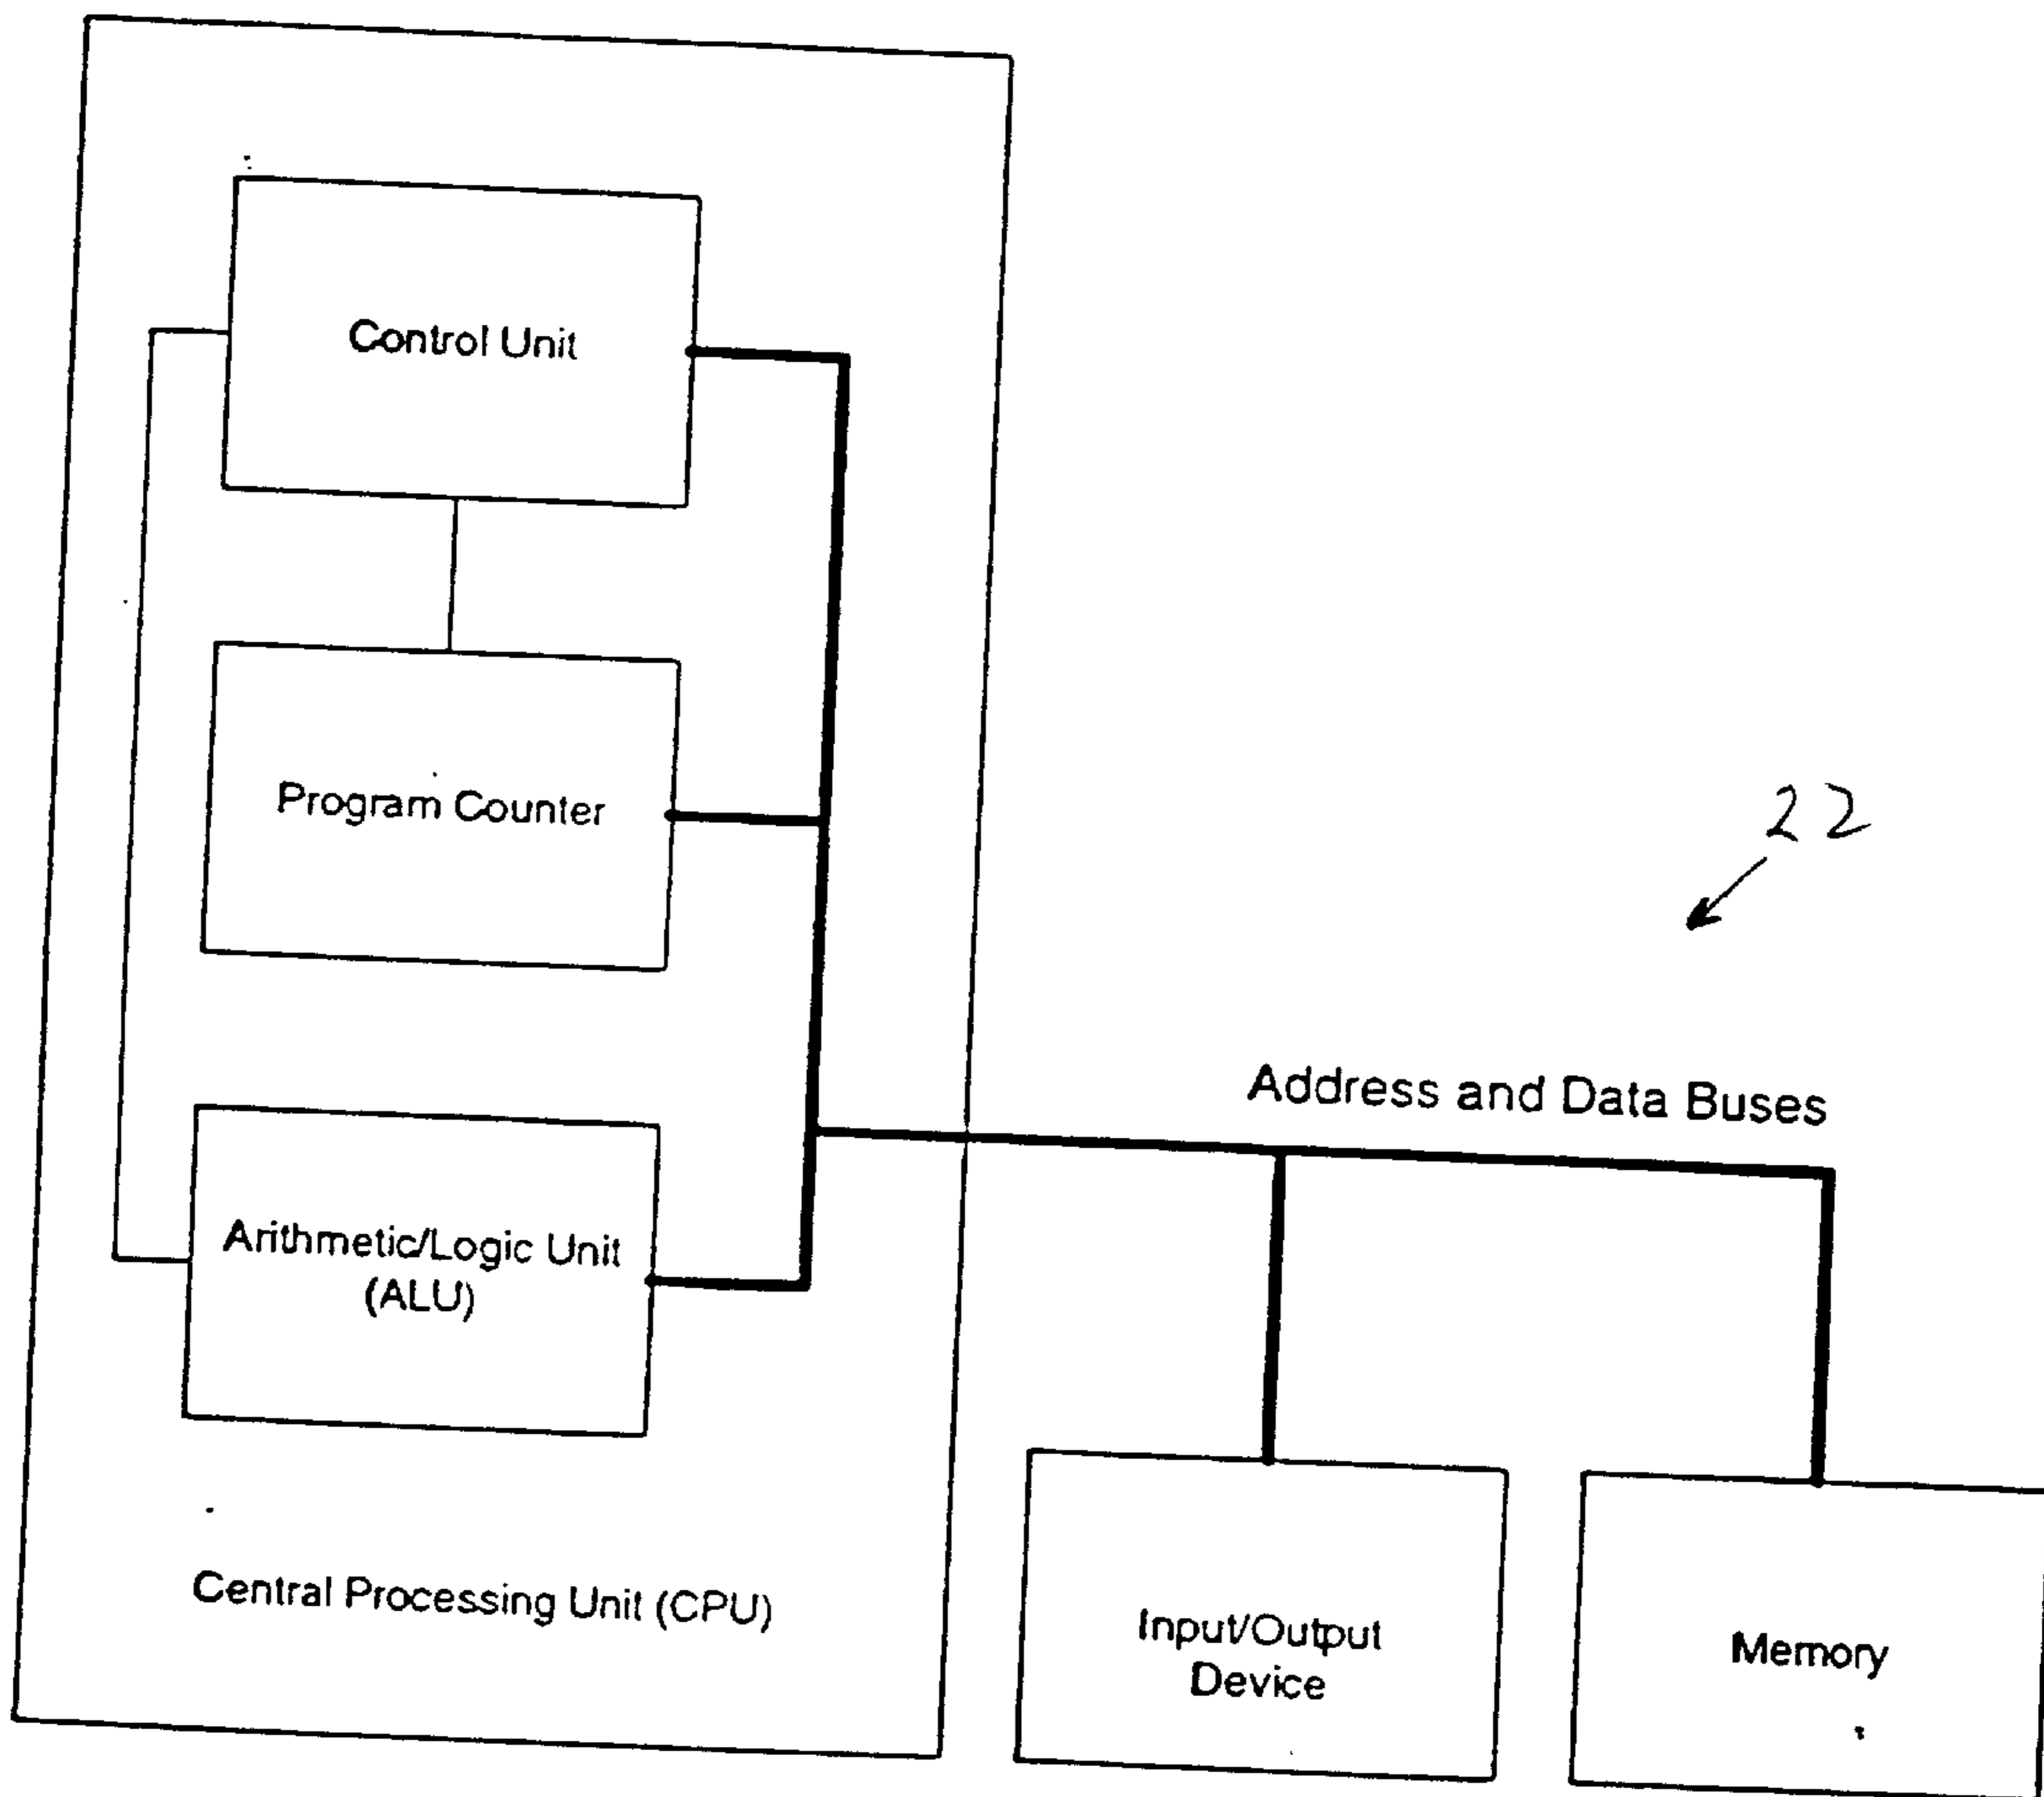 Control Unit
Program Counter
22
Address and Data Buses
Arithmetic/Logic Unit
(ALU)
Central Processing Unit (CPU)
Input/Output
Device
Memory